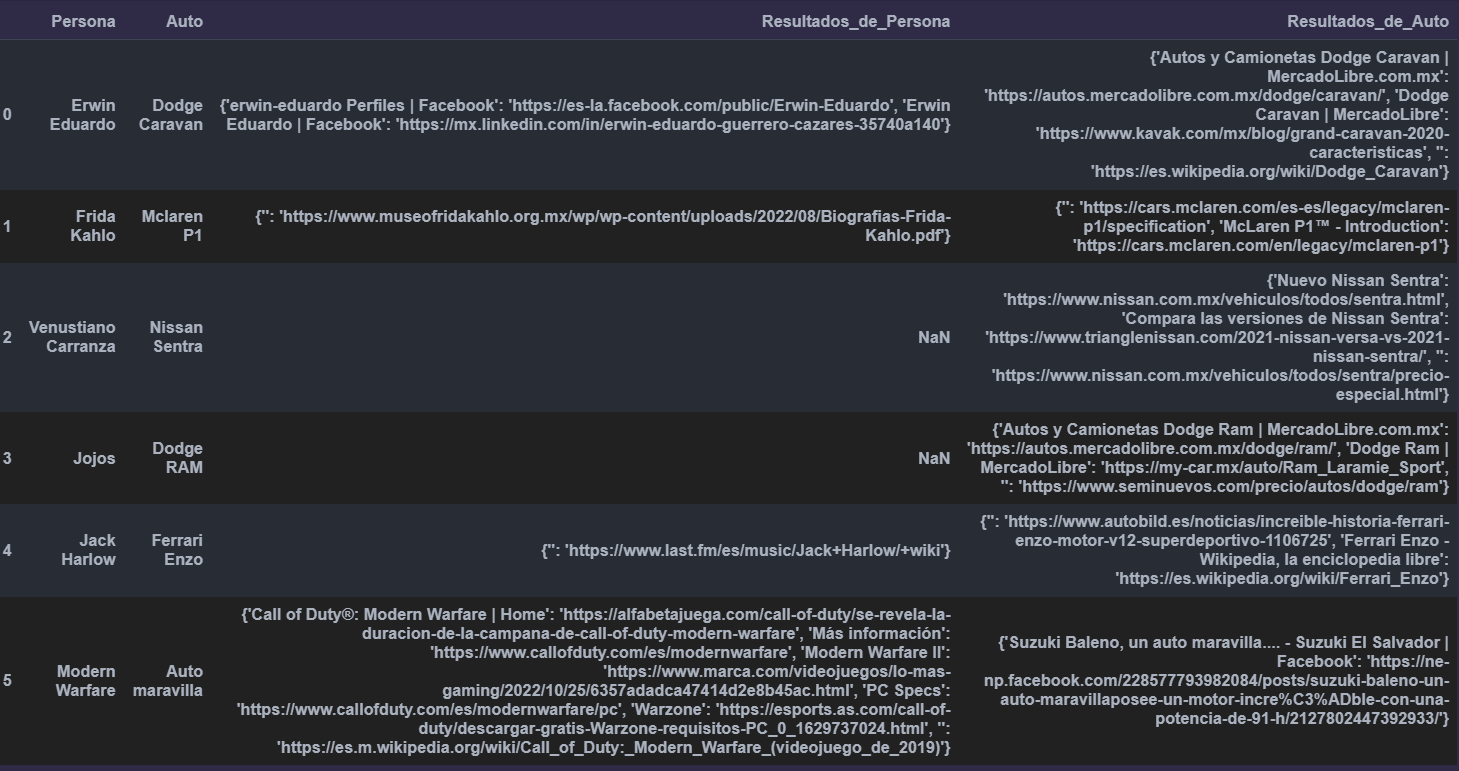 Persona Auto Resultados_de_Persona Resultados_de_Auto
0
Erwin
Eduardo
Dodge
Caravan
{'erwin-eduardo Perfiles | Facebook': 'https://es-la.facebook.com/public/Erwin-Eduardo', 'Erwin
Eduardo | Facebook': 'https://mx.linkedin.com/in/erwin-eduardo-guerrero-cazares-35740a140'}
{'Autos y Camionetas Dodge Caravan |
MercadoLibre.com.mx':
'https://autos.mercadolibre.com.mx/dodge/caravan/', 'Dodge
Caravan | MercadoLibre':
'https://www.kavak.com/mx/blog/grand-caravan-2020-
caracteristicas', '':
'https://es.wikipedia.org/wiki/Dodge_Caravan'}
1
Frida
Kahlo
Mclaren
P1
{'': 'https://www.museofridakahlo.org.mx/wp/wp-content/uploads/2022/08/Biografias-Frida-
Kahlo.pdf'}
{'': 'https://cars.mclaren.com/es-es/legacy/mclaren-
p1/specification', 'McLaren P1™ - Introduction':
'https://cars.mclaren.com/en/legacy/mclaren-p1'}
2
Venustiano
Carranza
Nissan
Sentra
NaN
{'Nuevo Nissan Sentra':
'https://www.nissan.com.mx/vehiculos/todos/sentra.html',
'Compara las versiones de Nissan Sentra':
'https://www.trianglenissan.com/2021-nissan-versa-vs-2021-
nissan-sentra/', '':
'https://www.nissan.com.mx/vehiculos/todos/sentra/precio-
especial.html'}
3
Jojos
Dodge
RAM
NaN
{'Autos y Camionetas Dodge Ram | MercadoLibre.com.mx':
'https://autos.mercadolibre.com.mx/dodge/ram/', 'Dodge Ram |
MercadoLibre': 'https://my-car.mx/auto/Ram_Laramie_Sport',
'': 'https://www.seminuevos.com/precio/autos/dodge/ram'}
4
Jack
Harlow
Ferrari
Enzo
{'': 'https://www.last.fm/es/music/Jack+Harlow/+wiki'}
{'': 'https://www.autobild.es/noticias/increible-historia-ferrari-
enzo-motor-v12-superdeportivo-1106725', 'Ferrari Enzo -
Wikipedia, la enciclopedia libre':
'https://es.wikipedia.org/wiki/Ferrari_Enzo'}
5
Modern
Warfare
Auto
maravilla
{'Call of Duty®: Modern Warfare | Home': 'https://alfabetajuega.com/call-of-duty/se-revela-la-
duracion-de-la-campana-de-call-of-duty-modern-warfare', 'Más información':
'https://www.callofduty.com/es/modernwarfare', 'Modern Warfare II':
'https://www.marca.com/videojuegos/lo-mas-
gaming/2022/10/25/6357adadca47414d2e8b45ac.html', 'PC Specs':
'https://www.callofduty.com/es/modernwarfare/pc', 'Warzone': 'https://esports.as.com/call-of-
duty/descargar-gratis-Warzone-requisitos-PC_0_1629737024.html', '':
'https://es.m.wikipedia.org/wiki/Call_of_Duty:_Modern_Warfare_(videojuego_de_2019)'}
{'Suzuki Baleno, un auto maravilla.... - Suzuki El Salvador |
Facebook': 'https://ne-
np.facebook.com/228577793982084/posts/suzuki-baleno-un-
auto-maravillaposee-un-motor-incre%C3%ADble-con-una-
potencia-de-91-h/2127802447392933/'}